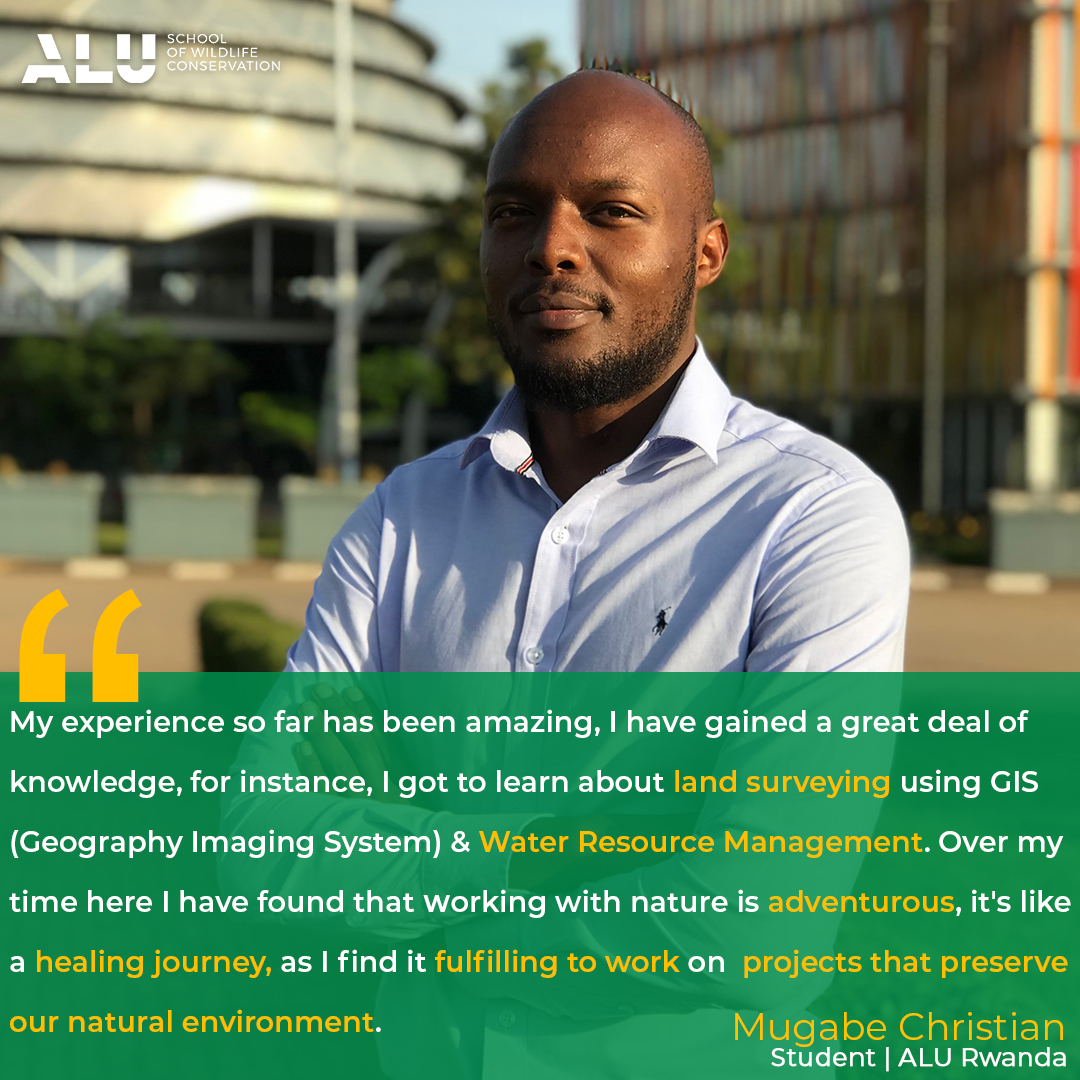 ALU
SCHOOL
OF WILDLIFE
CONSERVATION
My experience so far has been amazing, I have gained a great deal of
knowledge, for instance, I got to learn about land surveying using GIS
(Geography Imaging System) & Water Resource Management. Over my
time here I have found that working with nature is adventurous, it's like
a healing journey, as I find it fulfilling to work on projects that preserve
our natural environment.
Mugabe Christian
Student | ALU Rwanda